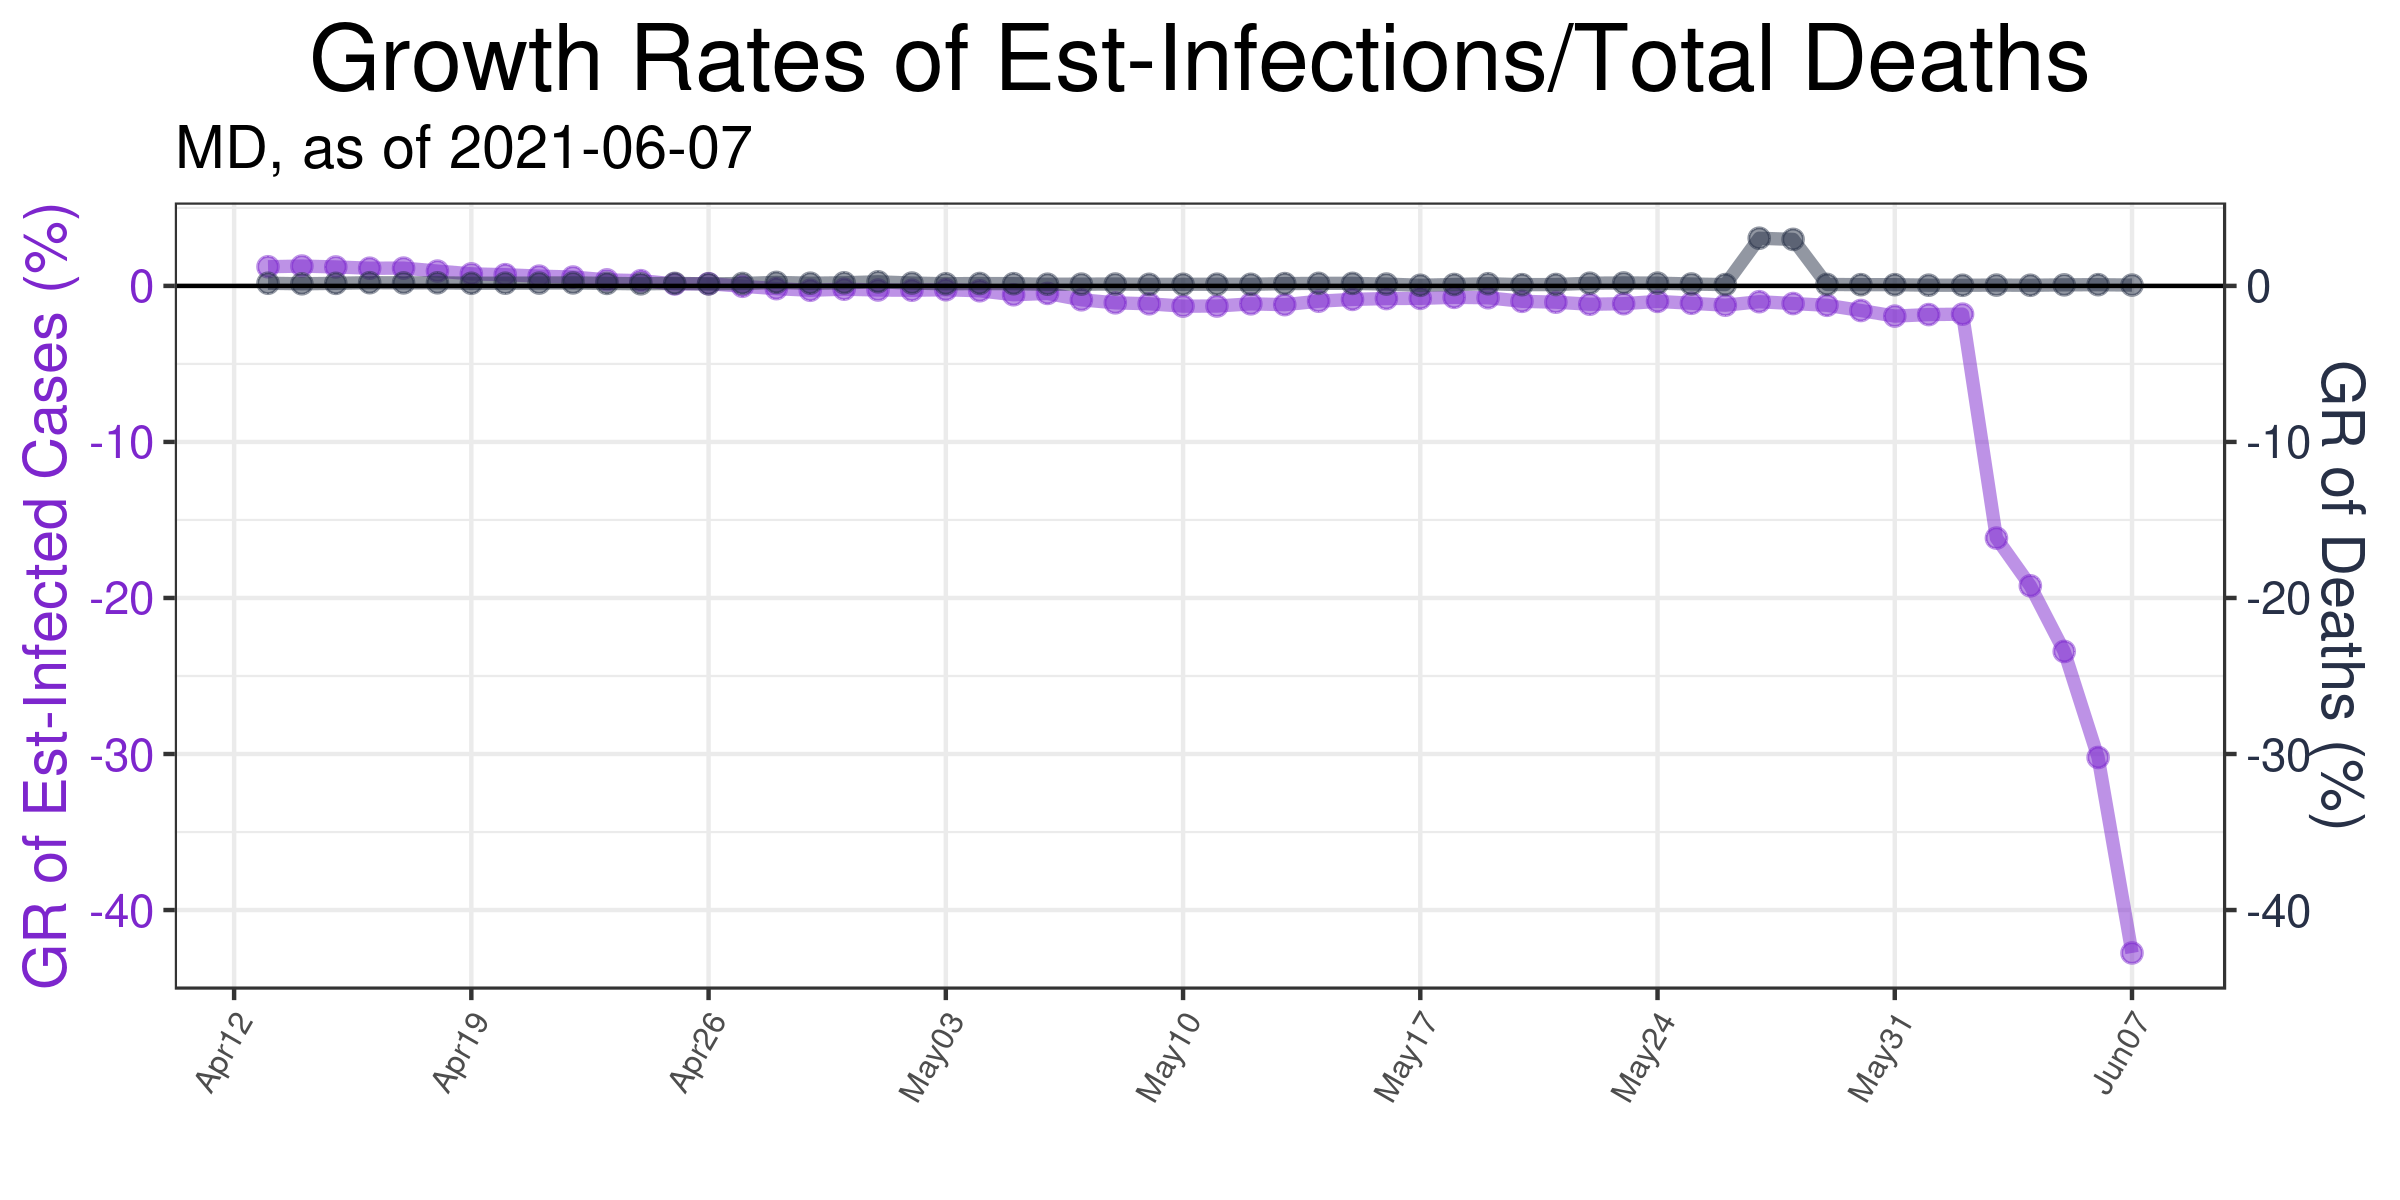 Growth Rates of Est-Infections/Total Deaths
MD, as of 2021-06-07
GR of Est-Infected Cases (%)
0
-10
-20
-30
-40
0
-10
-20
-30
-40
GR of Deaths (%)
Apr12
Apr19
Apr26
May03
May10
May17
May24
May31
Jun07